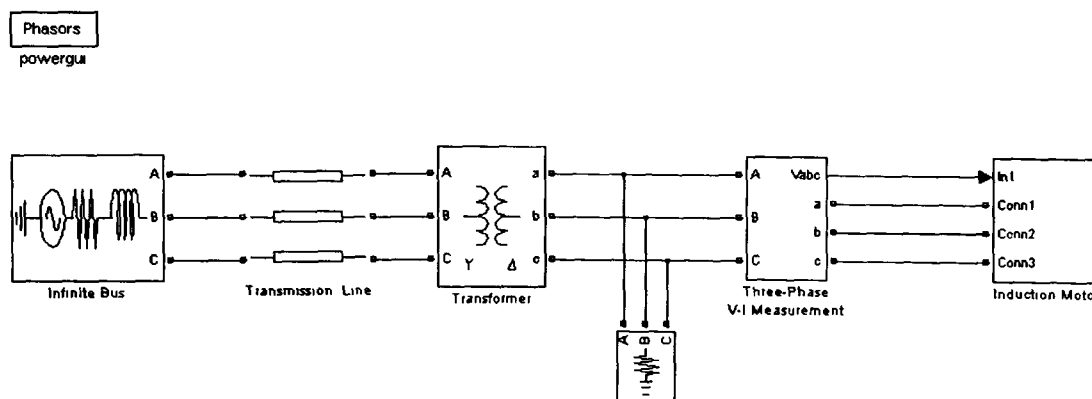 Phasors
powergui
A
B
C
Infinite Bus
Transmission Line
A
B
C
a
b
c
Y
Δ
Transformer
A
B
C
A
B
C
Vabc
a
b
c
Three-Phase
V-I Measurement
In1
Conn1
Conn2
Conn3
Induction Moto